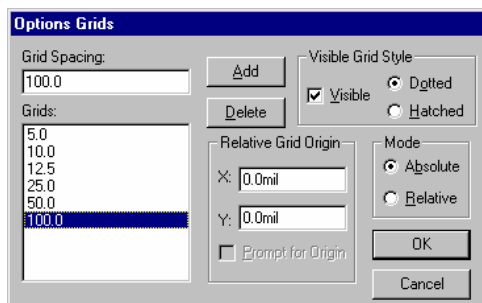 Options Grids
Grid Spacing:
100.0
Add
Delete
Grids:
5.0
10.0
12.5
25.0
50.0
100.0
Visible Grid Style
Visible
Dotted
Hatched
Relative Grid Origin
X: 0.0mil
Y: 0.0mil
Prompt for Origin
Mode
Absolute
Relative
OK
Cancel